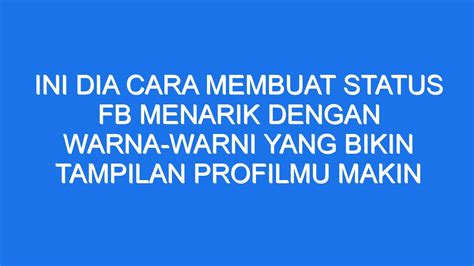 INI DIA CARA MEMBUAT STATUS
FB MENARIK DENGAN
WARNA-WARNI YANG BIKIN
TAMPILAN PROFILMU MAKIN